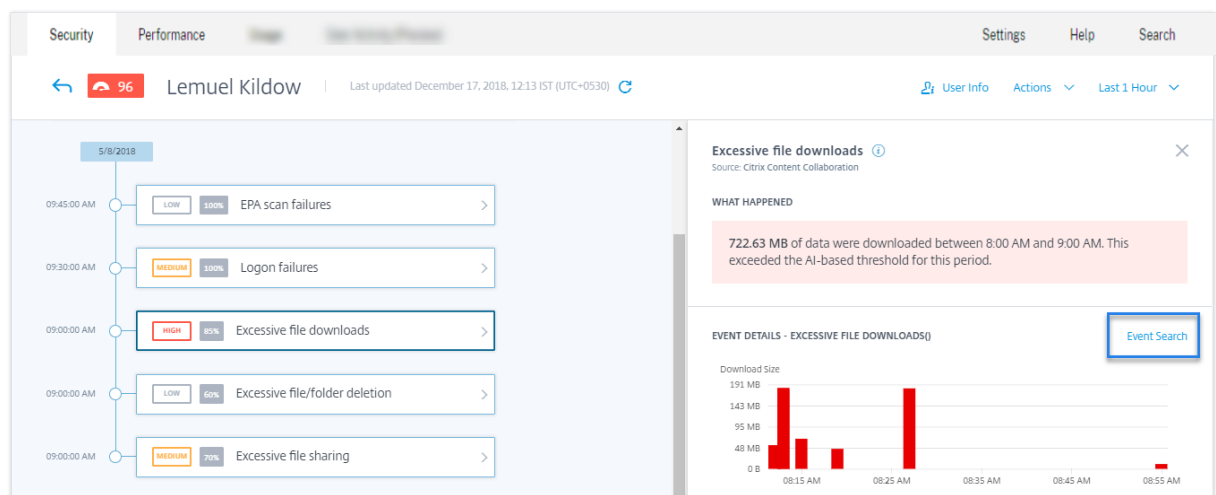 Security Performance Settings Help Search
96 Lemuel Kildow Last updated December 17, 2018, 12:13 IST (UTC+0530) User Info Actions Last 1 Hour
5/8/2018
09:45:00 AM LOW 100% EPA scan failures
09:30:00 AM MEDIUM 100% Logon failures
09:00:00 AM HIGH 85% Excessive file downloads
09:00:00 AM LOW 60% Excessive file/folder deletion
09:00:00 AM MEDIUM 70% Excessive file sharing
Excessive file downloads
Source: Citrix Content Collaboration
WHAT HAPPENED
722.63 MB of data were downloaded between 8:00 AM and 9:00 AM. This
exceeded the AI-based threshold for this period.
EVENT DETAILS - EXCESSIVE FILE DOWNLOADS() Event Search
Download Size
191 MB
143 MB
95 MB
48 MB
0 B
08:15 AM 08:25 AM 08:35 AM 08:45 AM 08:55 AM